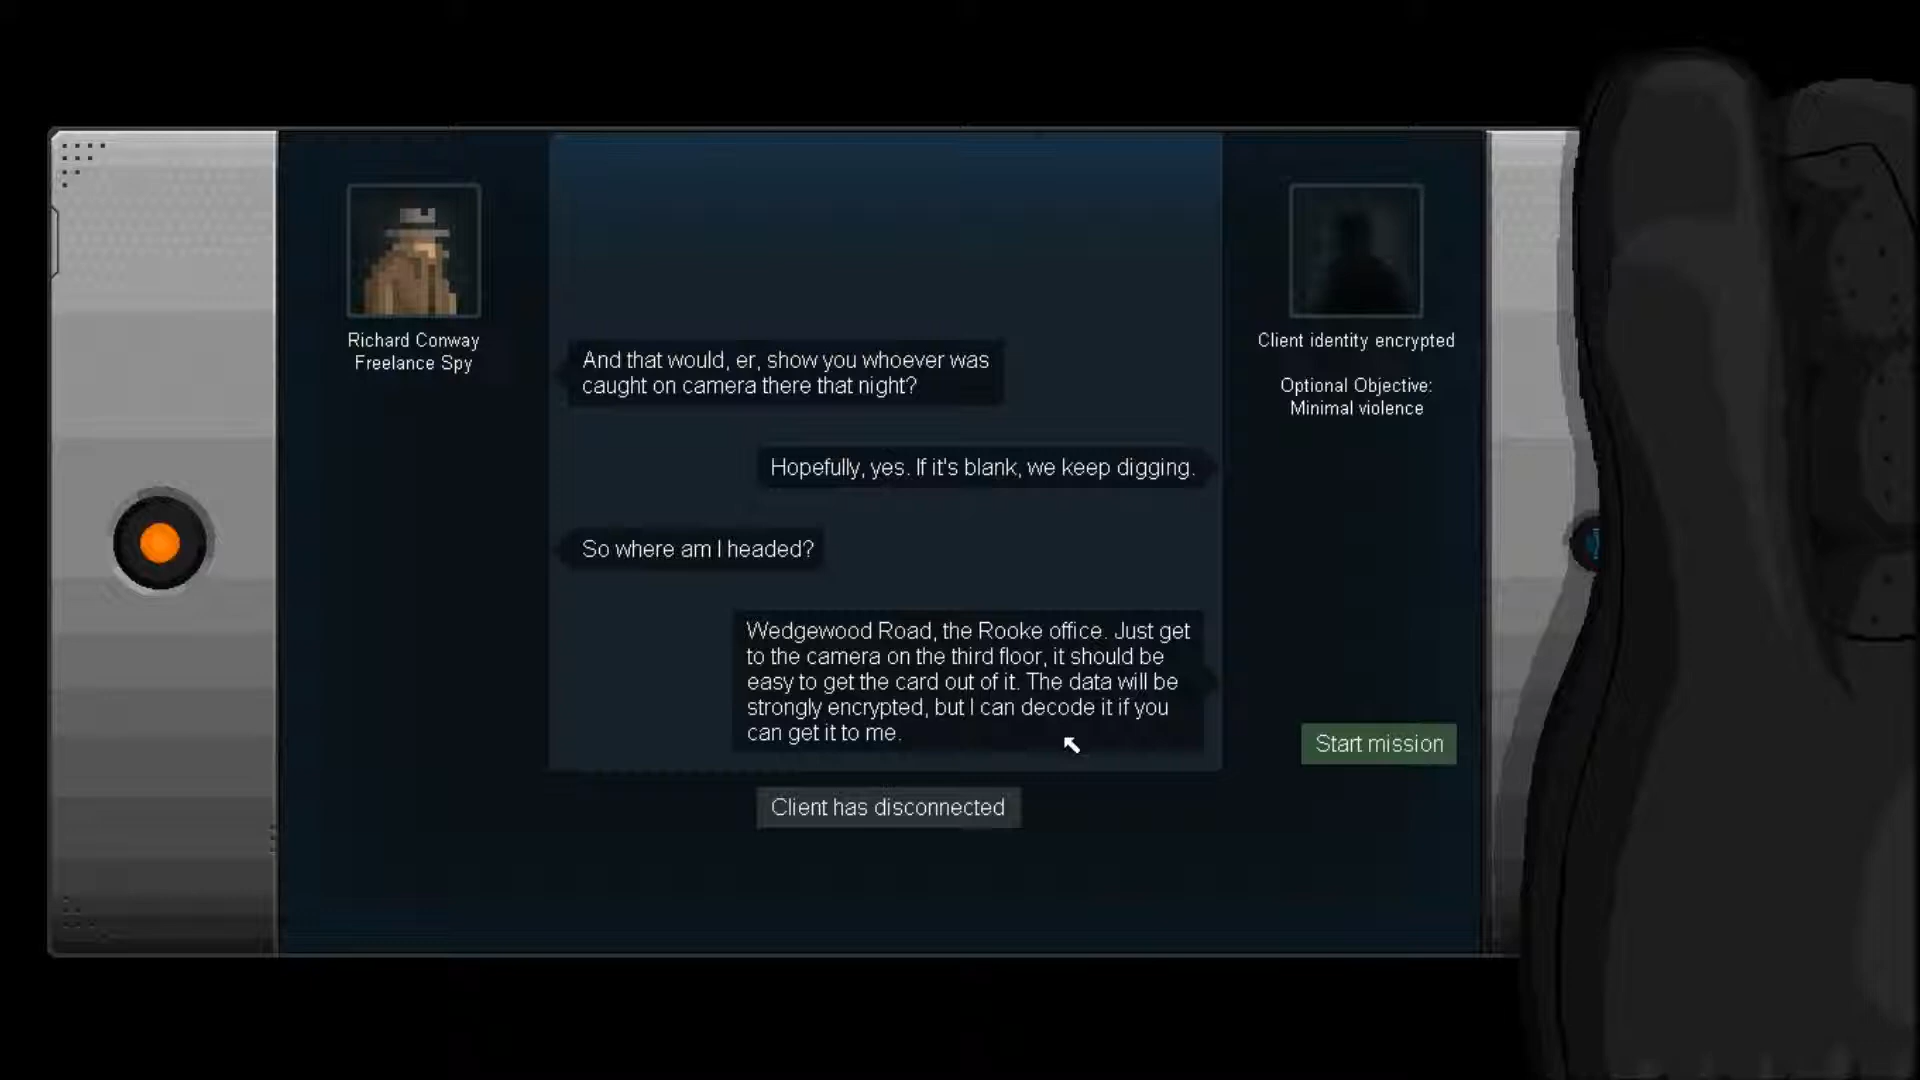 Richard Conway
Freelance Spy
And that would, er, show you whoever was
caught on camera there that night?
Hopefully, yes. If it's blank, we keep digging.
So where am I headed?
Wedgewood Road, the Rooke office. Just get
to the camera on the third floor, it should be
easy to get the card out of it. The data will be
strongly encrypted, but I can decode it if you
can get it to me.
Client has disconnected
Client identity encrypted
Optional Objective:
Minimal violence
Start mission